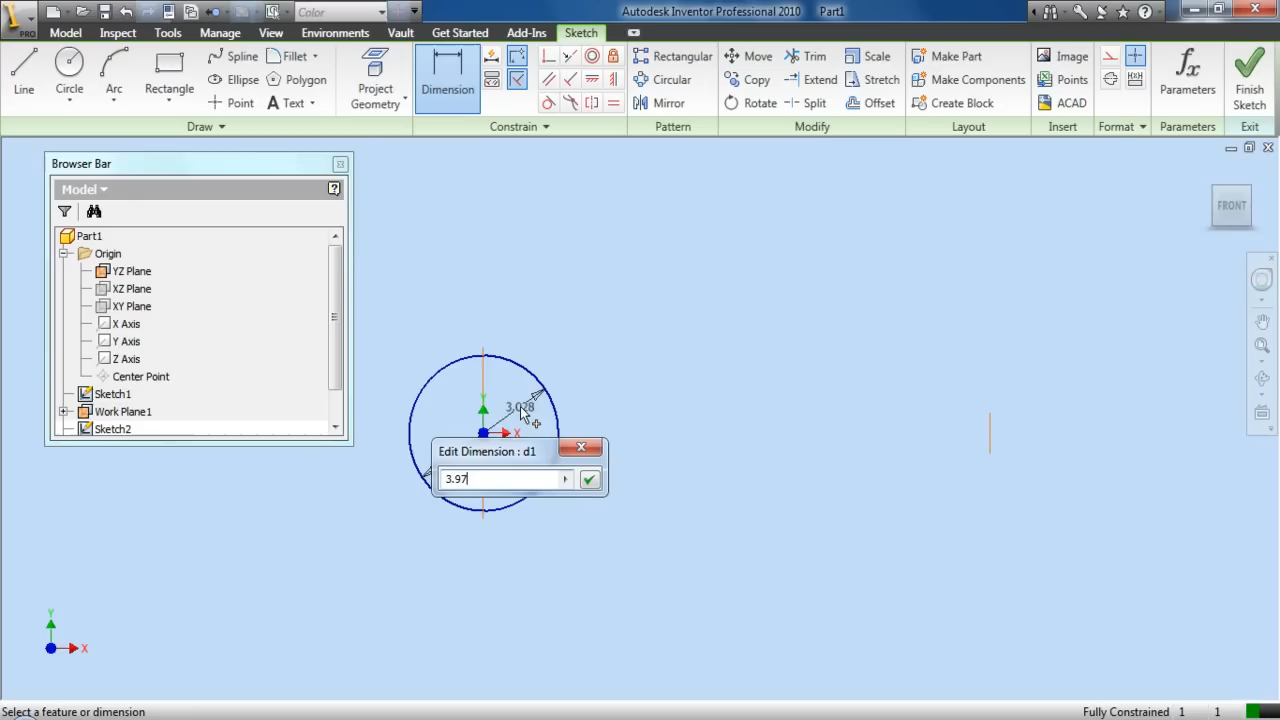 Color
Autodesk Inventor Professional 2010 Part1
PRO
Model Inspect Tools Manage View Environments Vault Get Started Add-Ins Sketch
Line Circle Arc Rectangle Spline Fillet
Ellipse Polygon
Point Text
Project Geometry
Dimension
Rectangular
Circular
Mirror
Move Trim Scale
Copy Extend Stretch
Rotate Split Offset
Make Part
Make Components
Create Block
Image
Points
ACAD
Parameters
Finish Sketch
Draw Constrain Pattern Modify Layout Insert Format Parameters Exit
Browser Bar
Model
Part1
Origin
YZ Plane
XZ Plane
XY Plane
X Axis
Y Axis
Z Axis
Center Point
Sketch1
Work Plane1
Sketch2
FRONT
Y
3.028
X
Edit Dimension : d1
3.97
Y
X
Select a feature or dimension
Fully Constrained 1 1